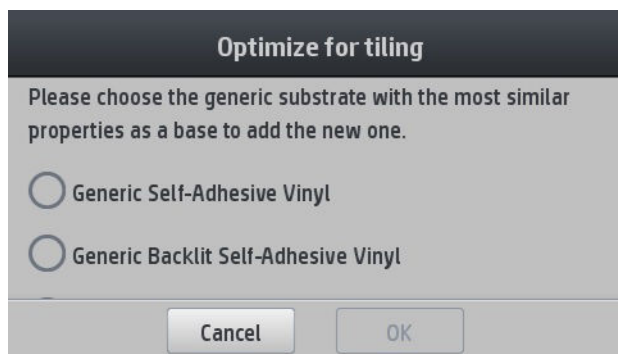 Optimize for tiling
Please choose the generic substrate with the most similar
properties as a base to add the new one.
Generic Self-Adhesive Vinyl
Generic Backlit Self-Adhesive Vinyl
Cancel
OK